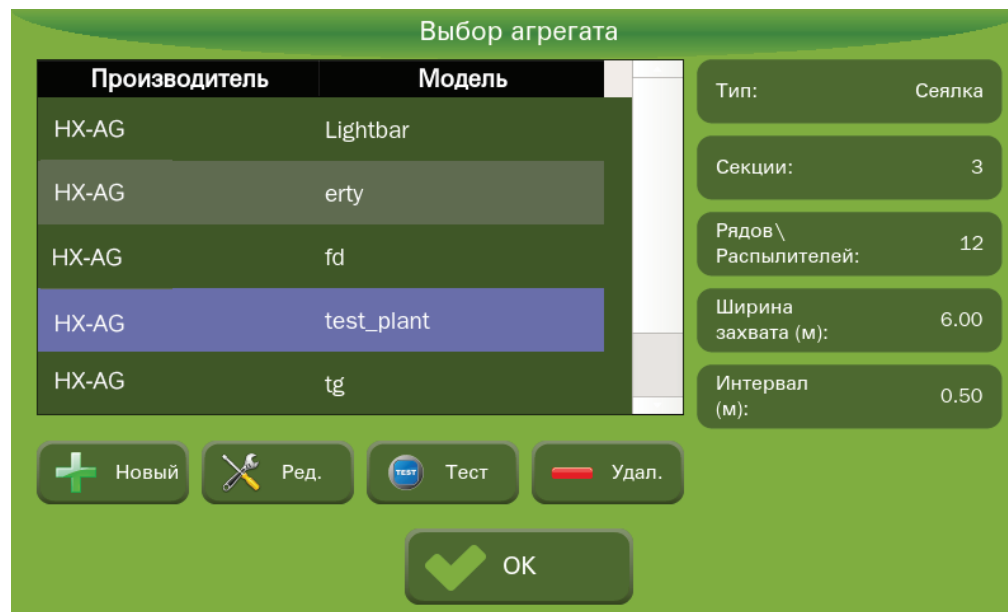 Выбор агрегата
Производитель Модель
HX-AG Lightbar
HX-AG erty
HX-AG fd
HX-AG test_plant
HX-AG tg
Тип: Сеялка
Секции: 3
Рядов\
Распылителей: 12
Ширина
захвата (м): 6.00
Интервал
(м): 0.50
Новый Ред. TEST Тест Удал.
OK